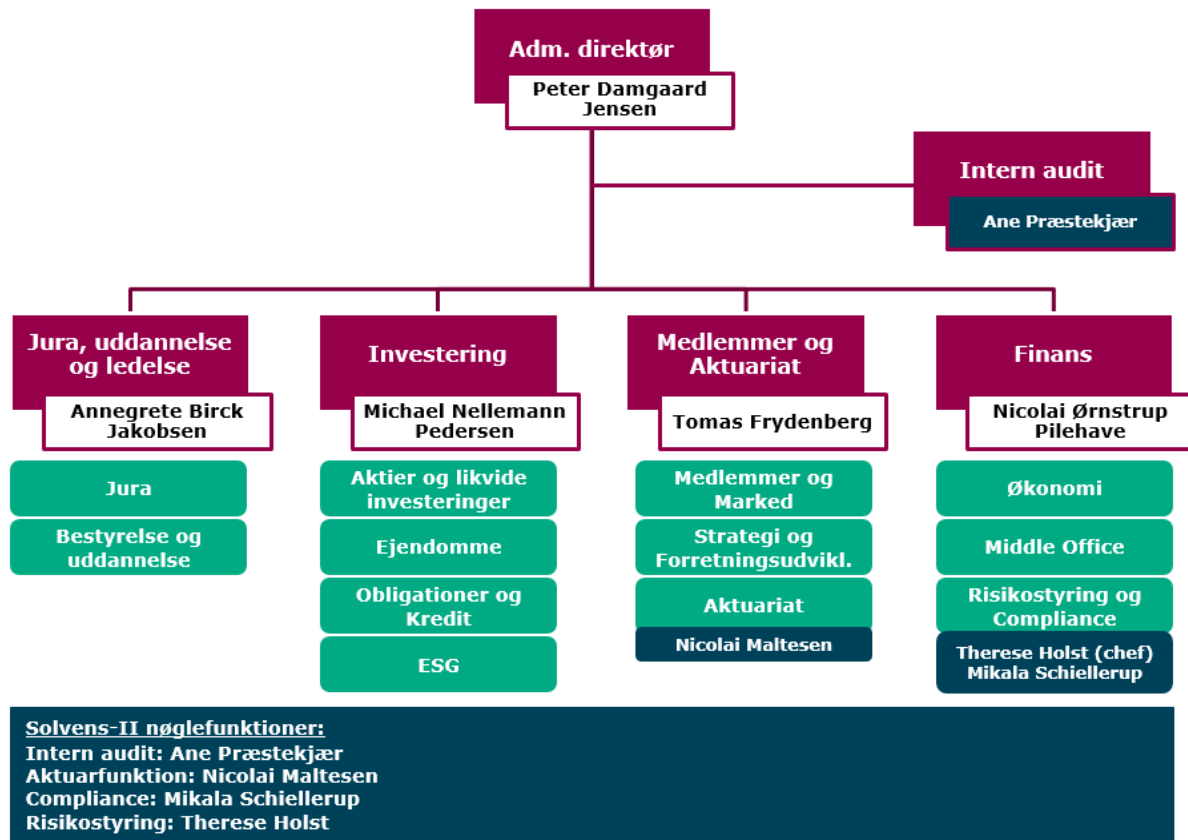 Adm. direktør
Peter Damgaard
Jensen
Intern audit
Ane Præstekjær
Jura, uddannelse
og ledelse
Annegrete Birck
Jakobsen
Jura
Bestyrelse og
uddannelse
Investering
Michael Nellemann
Pedersen
Aktier og likvide
investeringer
Ejendomme
Obligationer og
Kredit
ESG
Medlemmer og
Aktuariat
Tomas Frydenberg
Medlemmer og
Marked
Strategi og
Forretningsudvikl.
Aktuariat
Nicolai Maltesen
Finans
Nicolai Ørnstrup
Pilehave
Økonomi
Middle Office
Risikostyring og
Compliance
Therese Holst (chef)
Mikala Schiellerup
Solvens-II nøglefunktioner:
Intern audit: Ane Præstekjær
Aktuarfunktion: Nicolai Maltesen
Compliance: Mikala Schiellerup
Risikostyring: Therese Holst